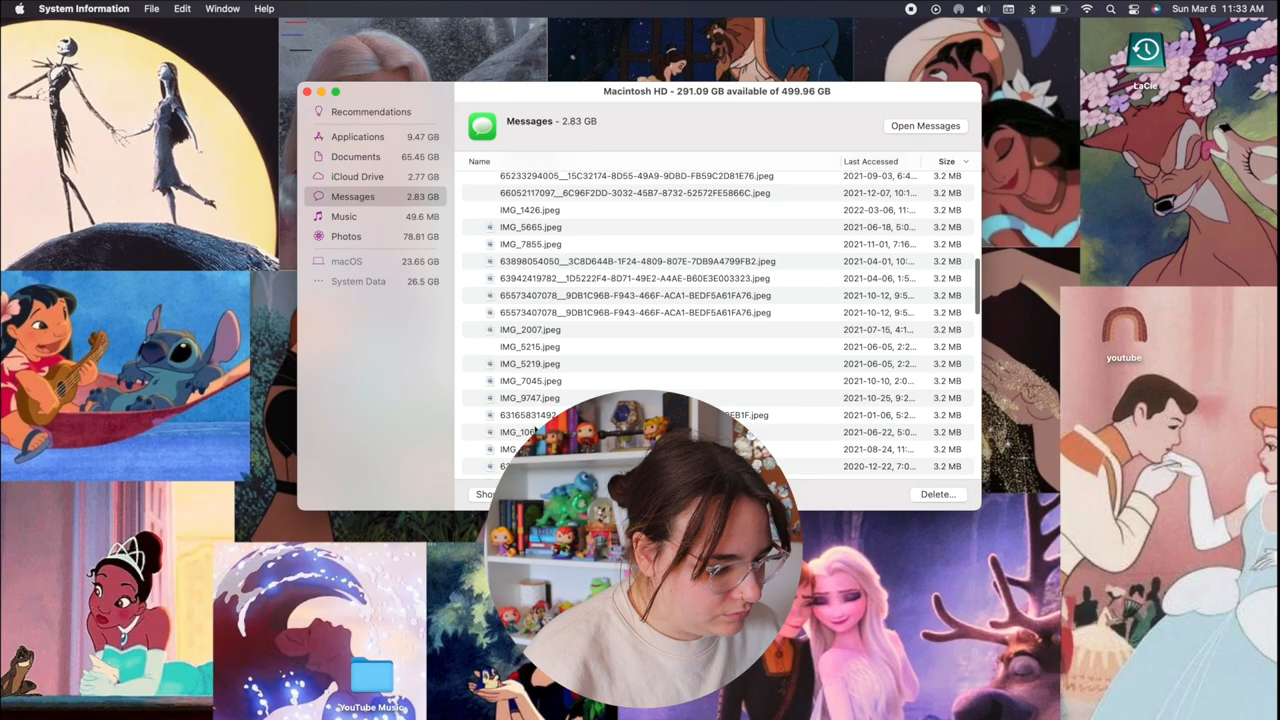 System Information File Edit Window Help Sun Mar 6 11:33 AM
Macintosh HD - 291.09 GB available of 499.96 GB
Recommendations
Applications 9.47 GB
Documents 65.45 GB
iCloud Drive 2.77 GB
Messages 2.83 GB
Music 49.6 MB
Photos 78.81 GB
macOS 23.65 GB
System Data 26.5 GB
Messages - 2.83 GB
Open Messages
Name Last Accessed Size
65233294005__15C32174-8D55-49A9-9DBD-FB59C2D81E76.jpeg 2021-09-03, 6:4... 3.2 MB
66052117097__6C96F2DD-3032-45B7-8732-52572FE5866C.jpeg 2021-12-07, 10:1... 3.2 MB
IMG_1426.jpeg 2022-03-06, 11:... 3.2 MB
IMG_5665.jpeg 2021-06-18, 5:0... 3.2 MB
IMG_7855.jpeg 2021-11-01, 7:16... 3.2 MB
63898054050__3C8D644B-1F24-4809-807E-7DB9A4799FB2.jpeg 2021-04-01, 10:... 3.2 MB
63942419782__1D5222F4-8D71-49E2-A4AE-B60E3E003323.jpeg 2021-04-06, 1:5... 3.2 MB
65573407078__9DB1C96B-F943-466F-ACA1-BEDF5A61FA76.jpeg 2021-10-12, 9:5... 3.2 MB
65573407078__9DB1C96B-F943-466F-ACA1-BEDF5A61FA76.jpeg 2021-10-12, 9:5... 3.2 MB
IMG_2007.jpeg 2021-07-15, 4:1... 3.2 MB
IMG_5215.jpeg 2021-06-05, 2:2... 3.2 MB
IMG_5219.jpeg 2021-06-05, 2:2... 3.2 MB
IMG_7045.jpeg 2021-10-10, 2:0... 3.2 MB
IMG_9747.jpeg 2021-10-25, 9:2... 3.2 MB
63165831492 EB1F.jpeg 2021-01-06, 5:2... 3.2 MB
IMG_106 2021-06-22, 5:0... 3.2 MB
IMG_ 2021-08-24, 11:... 3.2 MB
2020-12-22, 7:0... 3.2 MB
Delete...
LaCie
youtube
YouTube Music